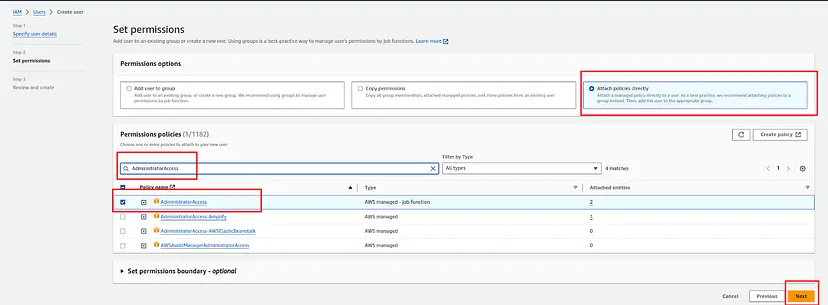 IAM > Users > Create user
Step 1
Specify user details
Step 2
Set permissions
Step 3
Review and create
Set permissions
Add user to an existing group or create a new one. Using groups is a best-practice way to manage user's permissions by job functions. Learn more
Permissions options
Add user to group
Add user to an existing group, or create a new group. We recommend using groups to manage user permissions by job function.
Copy permissions
Copy all group memberships, attached managed policies, and inline policies from an existing user.
Attach policies directly
Attach a managed policy directly to a user. As a best practice, we recommend attaching policies to a group instead. Then, add the user to the appropriate group.
Permissions policies (1/1182)
Choose one or more policies to attach to your new user.
Create policy
Filter by Type
AdministratorAccess
All types
4 matches
1
Policy name
Type
Attached entities
AdministratorAccess
AWS managed - job function
2
AdministratorAccess-Amplify
AWS managed
1
AdministratorAccess-AWSElasticBeanstalk
AWS managed
0
AWSAuditManagerAdministratorAccess
AWS managed
0
Set permissions boundary - optional
Cancel
Previous
Next